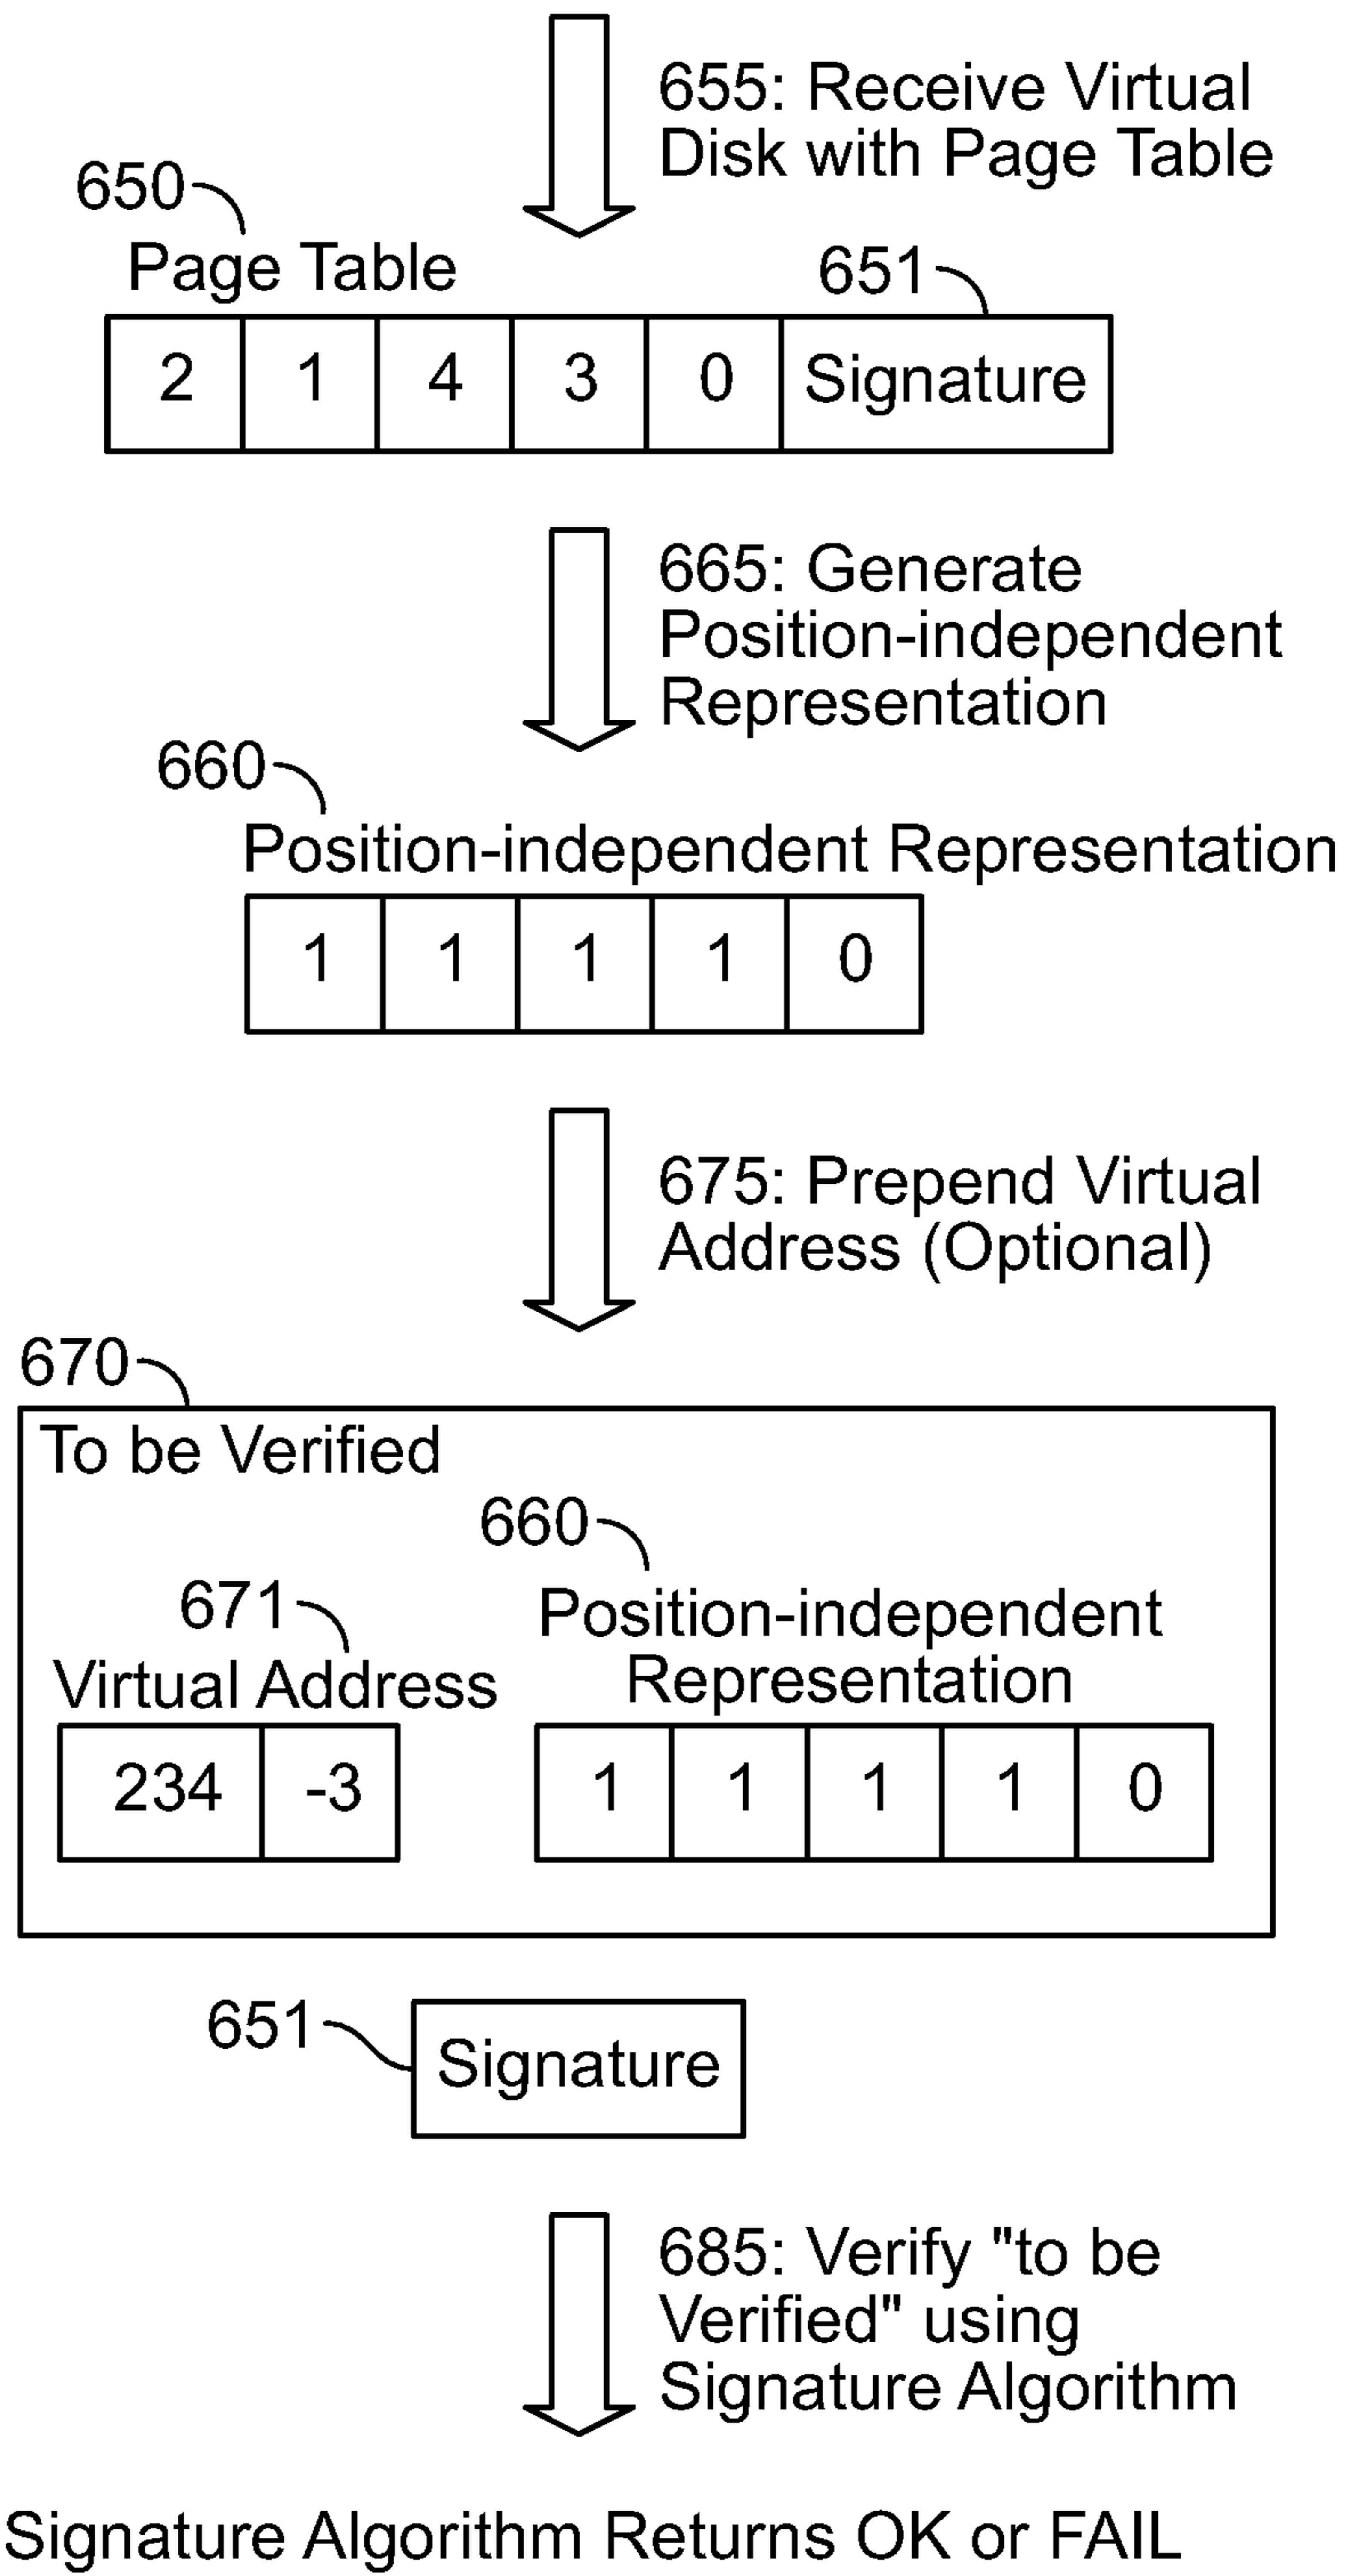 655: Receive Virtual
Disk with Page Table
650
Page Table
651
2 1 4 3 0 Signature
665: Generate
Position-independent
Representation
660
Position-independent Representation
1 1 1 1 0
675: Prepend Virtual
Address (Optional)
670
To be Verified
660
671
Position-independent
Representation
Virtual Address
234 -3 1 1 1 1 0
651
Signature
685: Verify "to be
Verified" using
Signature Algorithm
Signature Algorithm Returns OK or FAIL